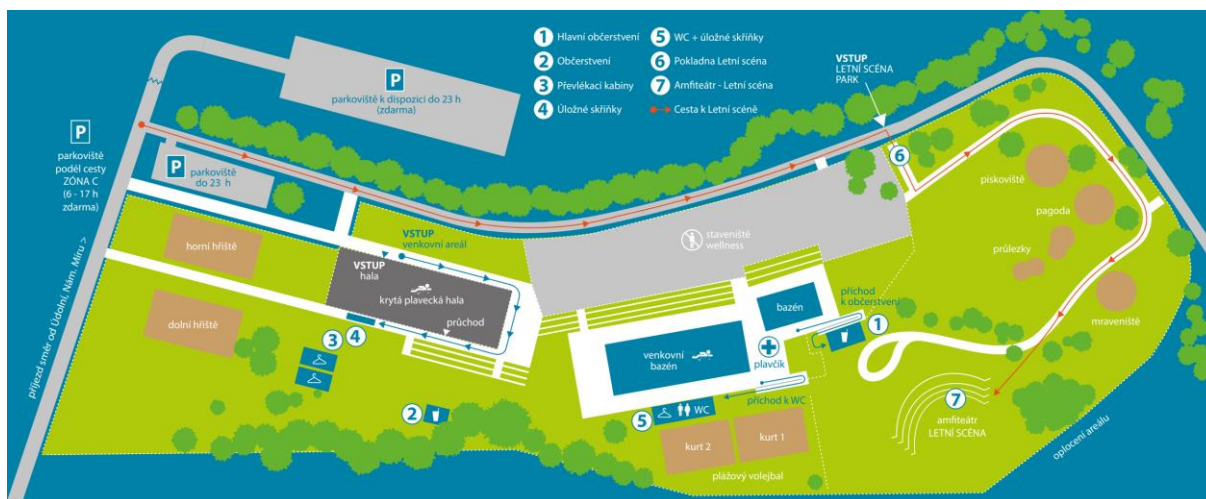 1 Hlavní občerstvení
2 Občerstvení
3 Převlékací kabiny
4 Úložné skříňky
5 WC + úložné skříňky
6 Pokladna Letní scéna
7 Amfiteátr - Letní scéna
Cesta k Letní scéně
VSTUP
LETNÍ SCÉNA
PARK
P
parkoviště k dispozici do 23 h
(zdarma)
P
parkoviště
podél cesty
ZÓNA C
(6 - 17 h
zdarma)
P
parkoviště
do 23 h
příjezd směr od Údolní, Nám. Míru >
horní hřiště
dolní hřiště
VSTUP
venkovní areál
VSTUP
hala
krytá plavecká hala
průchod
3
4
2
staveniště
wellness
bazén
venkovní
bazén
plavčík
příchod
k občerstvení
1
příchod k WC
5
WC
kurt 2
kurt 1
plážový volejbal
6
pískoviště
pagoda
průlezky
mraveniště
7
amfiteátr
LETNÍ SCÉNA
oplocení areálu